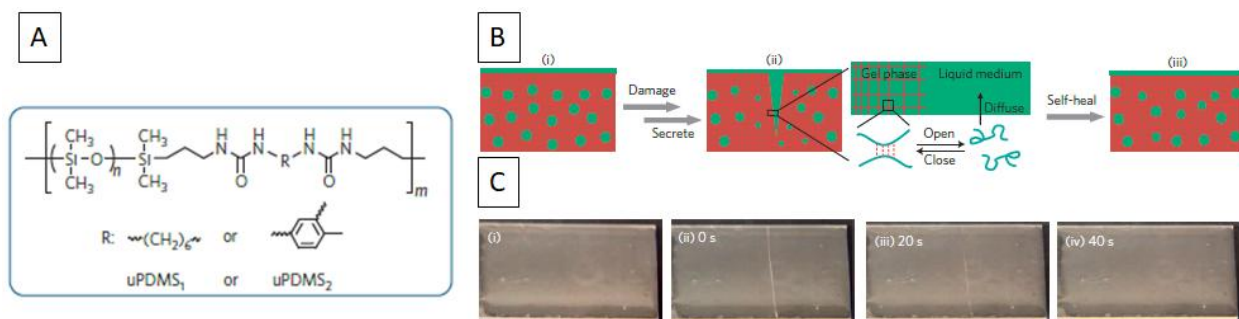 A
CH₃ CH₃ H H H H
Si—O n Si N N R N N m
CH₃ CH₃ O O
R: (CH₂)₆ or
uPDMS₁ or uPDMS₂
B
(i) (ii) (iii)
Damage
Secrete
Gel phase Liquid medium
Diffuse
Open
Close
Self-heal
C
(i) (ii) 0 s (iii) 20 s (iv) 40 s